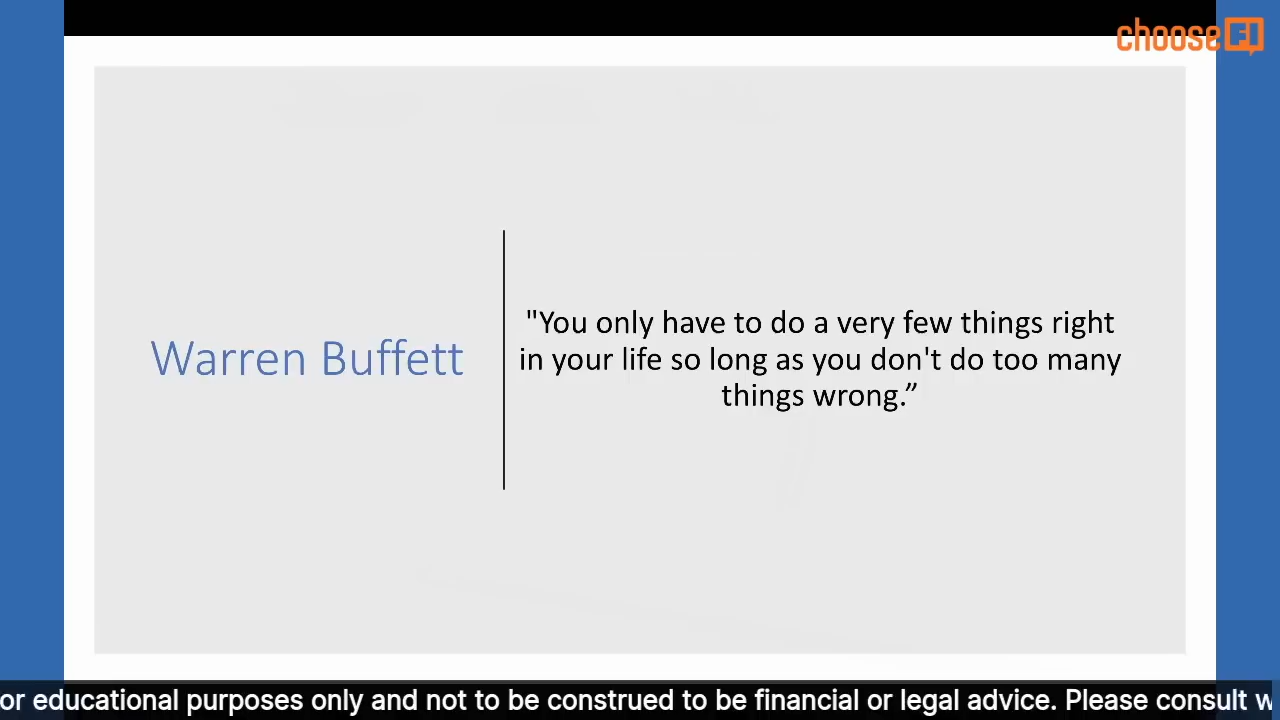 chooseFI
Warren Buffett
"You only have to do a very few things right
in your life so long as you don't do too many
things wrong.”
or educational purposes only and not to be construed to be financial or legal advice. Please consult w